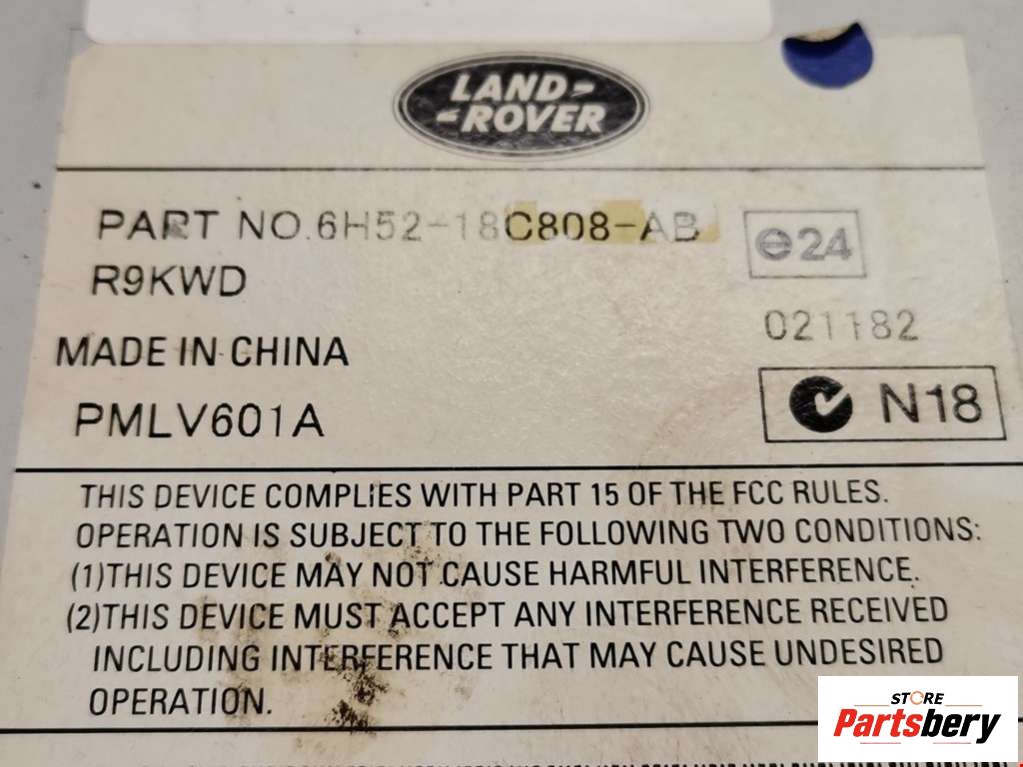 LAND-
-ROVER
PART NO.6H52-18C808-AB
e24
R9KWD
021182
MADE IN CHINA
N18
PMLV601A
THIS DEVICE COMPLIES WITH PART 15 OF THE FCC RULES.
OPERATION IS SUBJECT TO THE FOLLOWING TWO CONDITIONS:
(1)THIS DEVICE MAY NOT CAUSE HARMFUL INTERFERENCE.
(2)THIS DEVICE MUST ACCEPT ANY INTERFERENCE RECEIVED
INCLUDING INTERFERENCE THAT MAY CAUSE UNDESIRED
OPERATION.
STORE
Partsbery